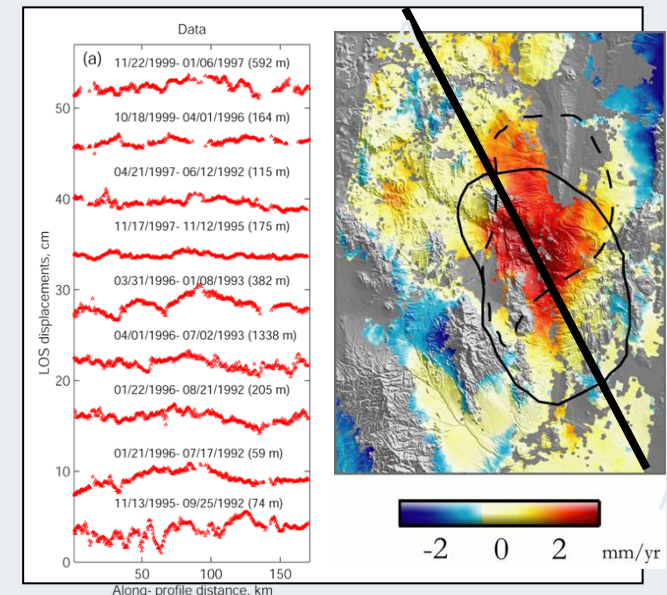 Data
(a)
11/22/1999- 01/06/1997 (592 m)
10/18/1999- 04/01/1996 (164 m)
04/21/1997- 06/12/1992 (115 m)
11/17/1997- 11/12/1995 (175 m)
03/31/1996- 01/08/1993 (382 m)
04/01/1996- 07/02/1993 (1338 m)
01/22/1996- 08/21/1992 (205 m)
01/21/1996- 07/17/1992 (59 m)
11/13/1995- 09/25/1992 (74 m)
LOS displacements, cm
50
40
30
20
10
0
50 100 150
Along- profile distance, km
A
-2 0 2 mm/yr